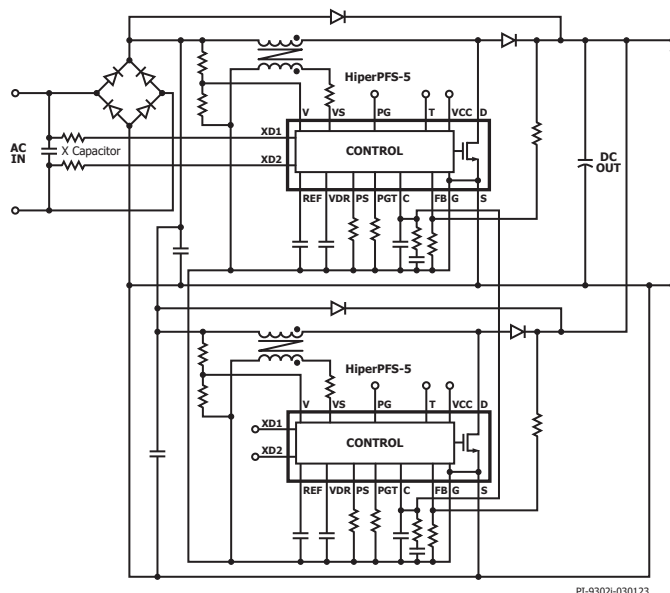 HiperPFS-5
V VS PG T VCC D
XD1
AC
IN
X Capacitor
XD2
CONTROL
DC
OUT
REF VDR PS PGT C FB G S
HiperPFS-5
V VS PG T VCC D
XD1
XD2
CONTROL
REF VDR PS PGT C FB G S
PI-9302i-030123